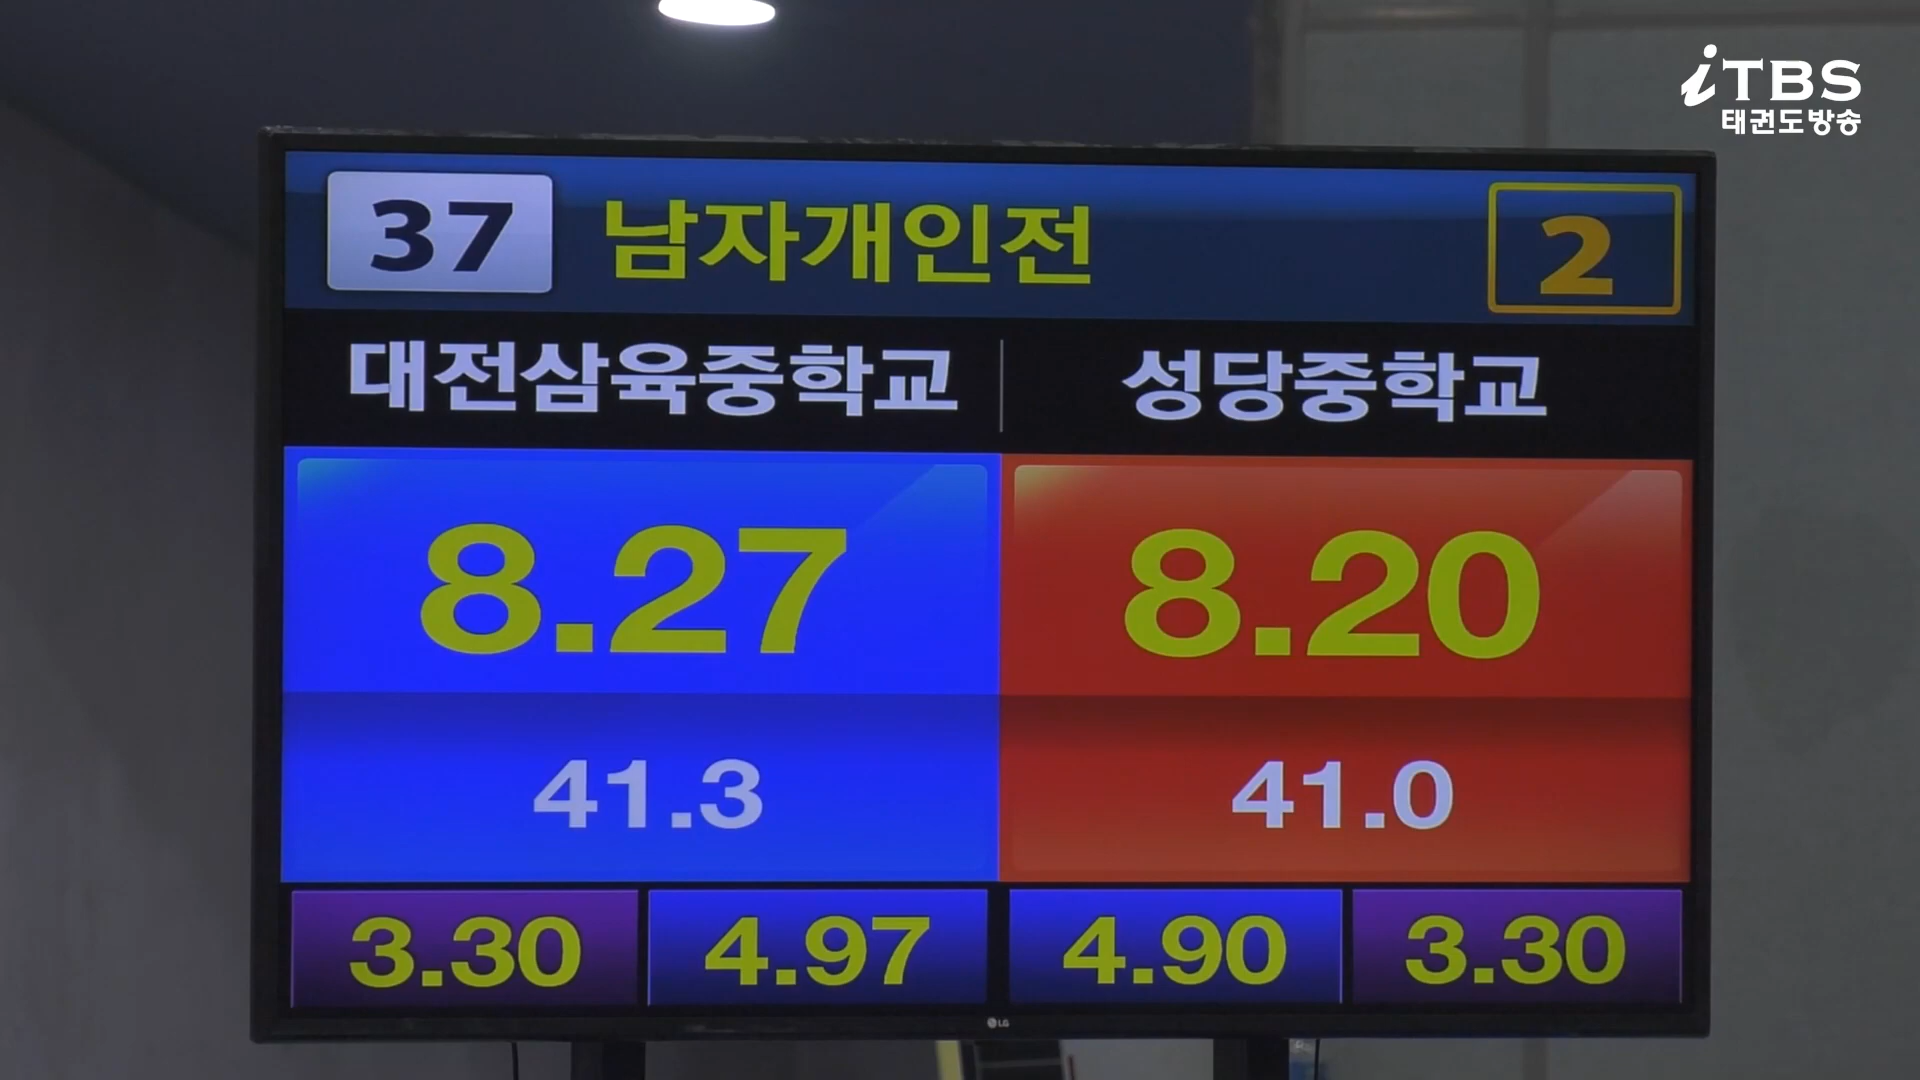 iTBS
태권도방송
37 남자개인전 2
대전삼육중학교 성당중학교
8.27 8.20
41.3 41.0
3.30 4.97 4.90 3.30
LG